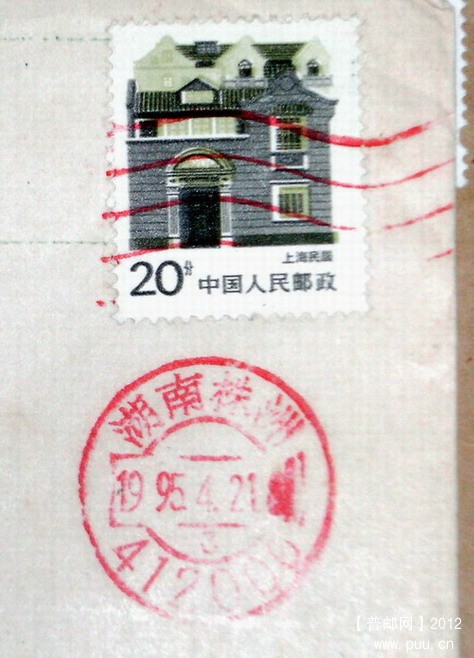 上海民居
20分 中国人民邮政
湖南株洲
1995.4.21
3
412000
【普邮网】2012
www.puu.cn